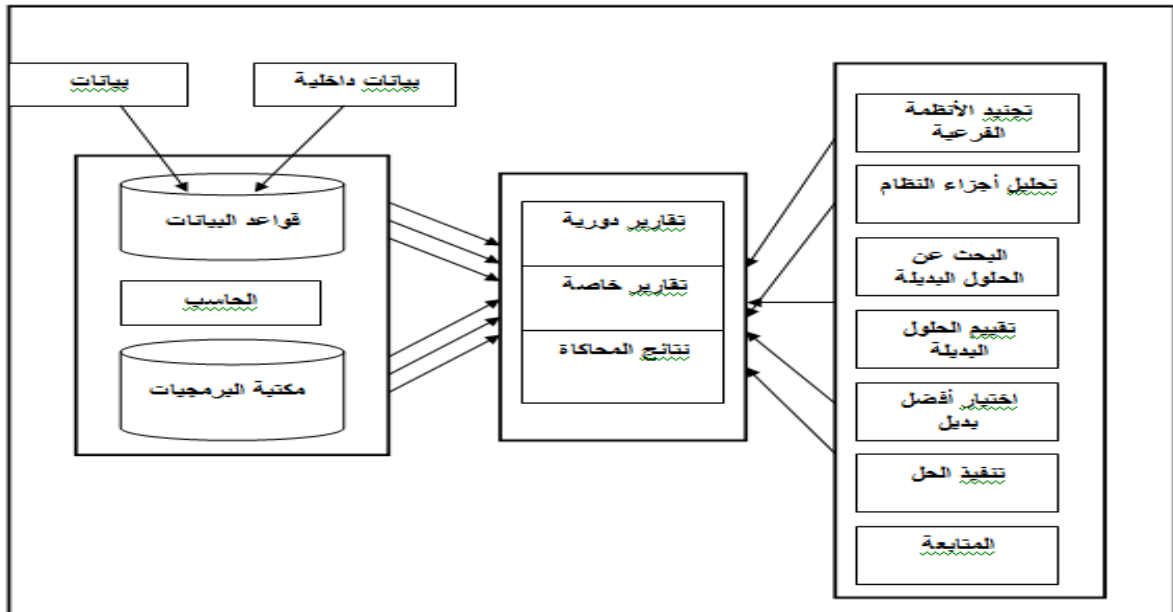 بيانات
بيانات داخلية
قواعد البيانات
الحاسب
مكتبة البرمجيات
تقارير دورية
تقارير خاصة
نتائج المحاكاة
تجنيد الأنظمة
الفرعية
تحليل أجزاء النظام
البحث عن
الحلول البديلة
تقييم الحلول
البديلة
اختيار أفضل
بديل
تنفيذ الحل
المتابعة